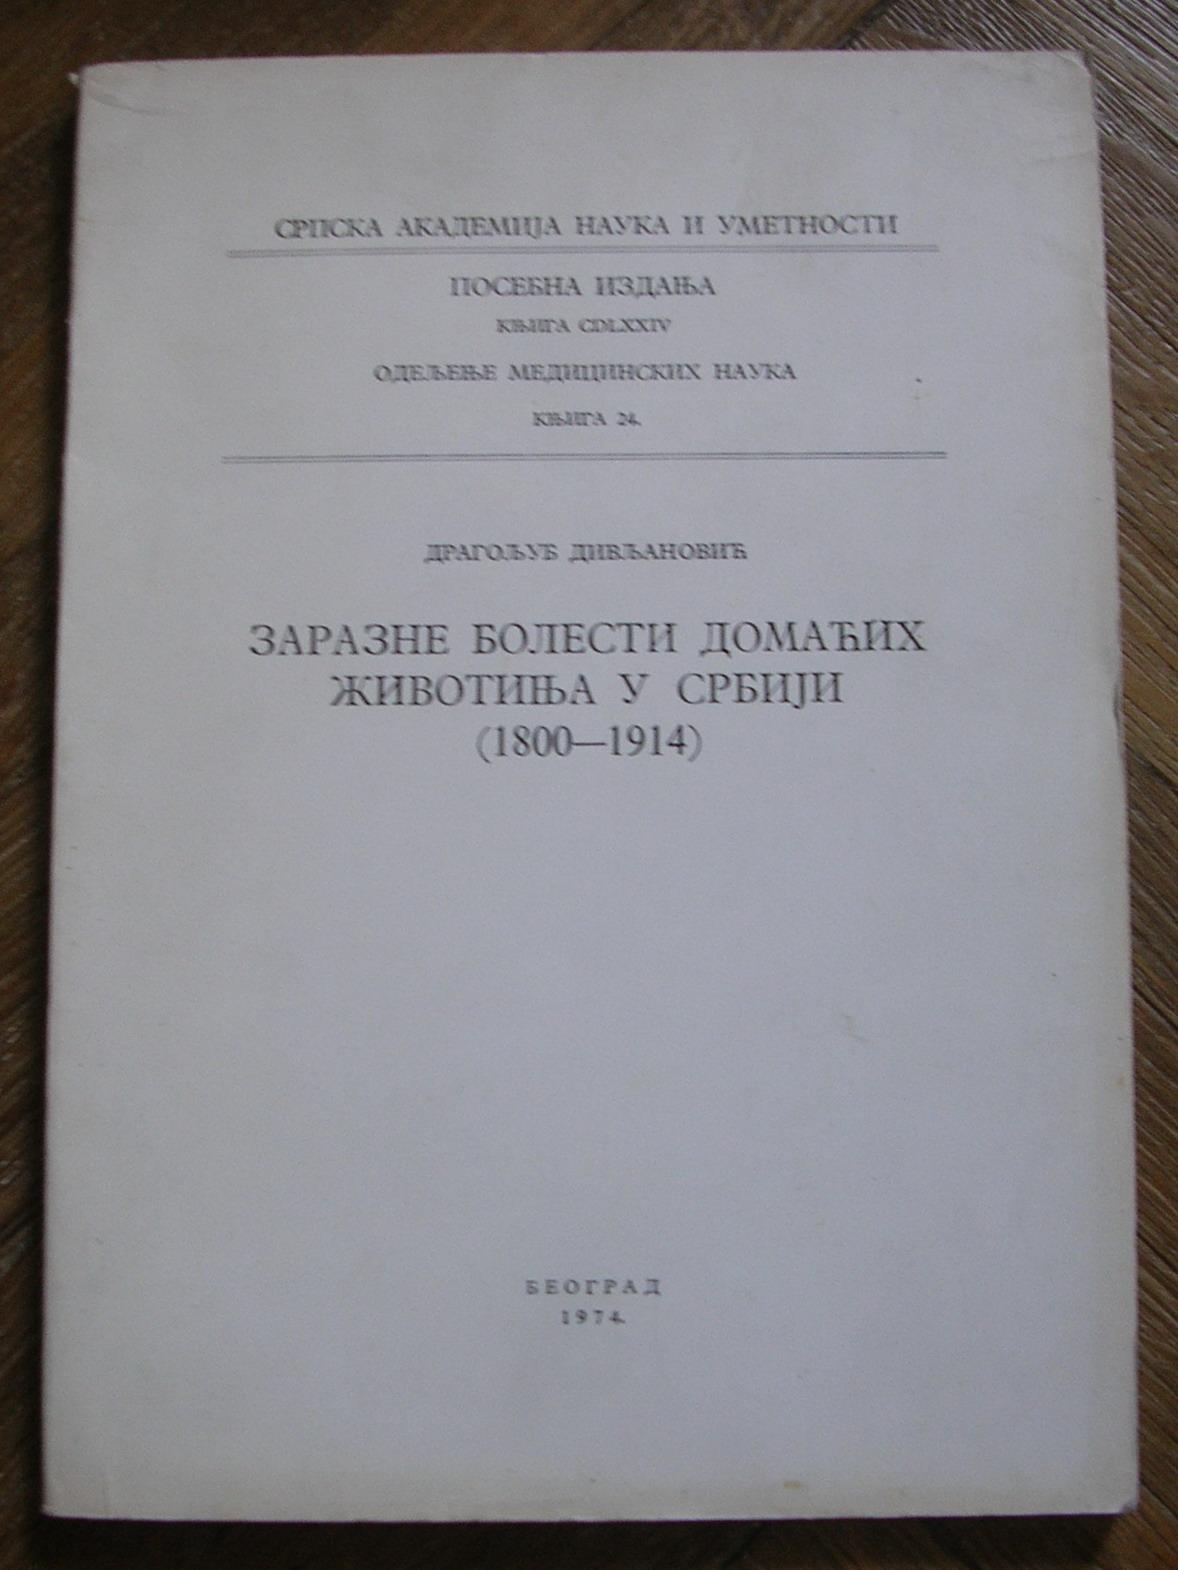 СРПСКА АКАДЕМИЈА НАУКА И УМЕТНОСТИ
ПОСЕБНА ИЗДАЊА
КЊИГА CDLXXIV
ОДЕЉЕЊЕ МЕДИЦИНСКИХ НАУКА
КЊИГА 24.
ДРАГОЉУБ ДИВЉАНОВИЋ
ЗАРАЗНЕ БОЛЕСТИ ДОМАЋИХ
ЖИВОТИЊА У СРБИЈИ
(1800—1914)
БЕОГРАД
1974.